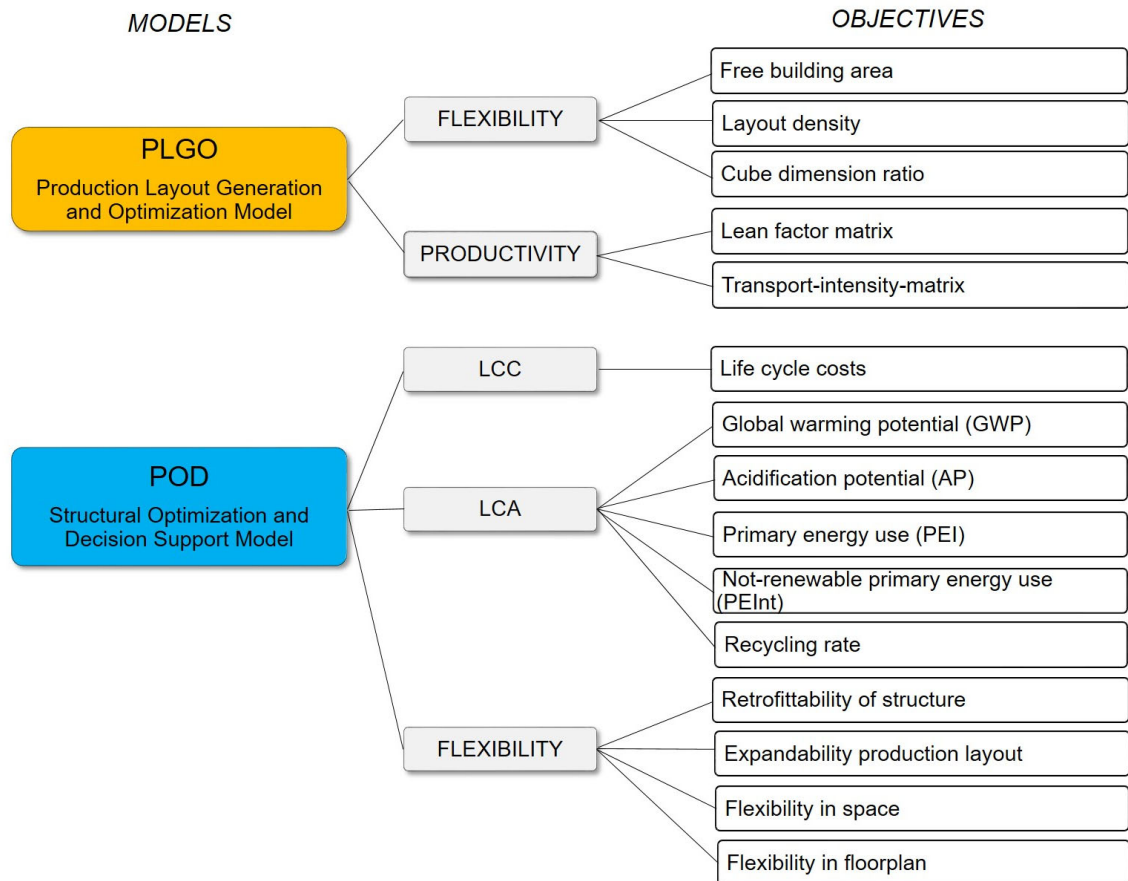 MODELS
OBJECTIVES
PLGO
Production Layout Generation
and Optimization Model
FLEXIBILITY
Free building area
Layout density
Cube dimension ratio
PRODUCTIVITY
Lean factor matrix
Transport-intensity-matrix
POD
Structural Optimization and
Decision Support Model
LCC
Life cycle costs
LCA
Global warming potential (GWP)
Acidification potential (AP)
Primary energy use (PEI)
Not-renewable primary energy use
(PEInt)
Recycling rate
FLEXIBILITY
Retrofittability of structure
Expandability production layout
Flexibility in space
Flexibility in floorplan